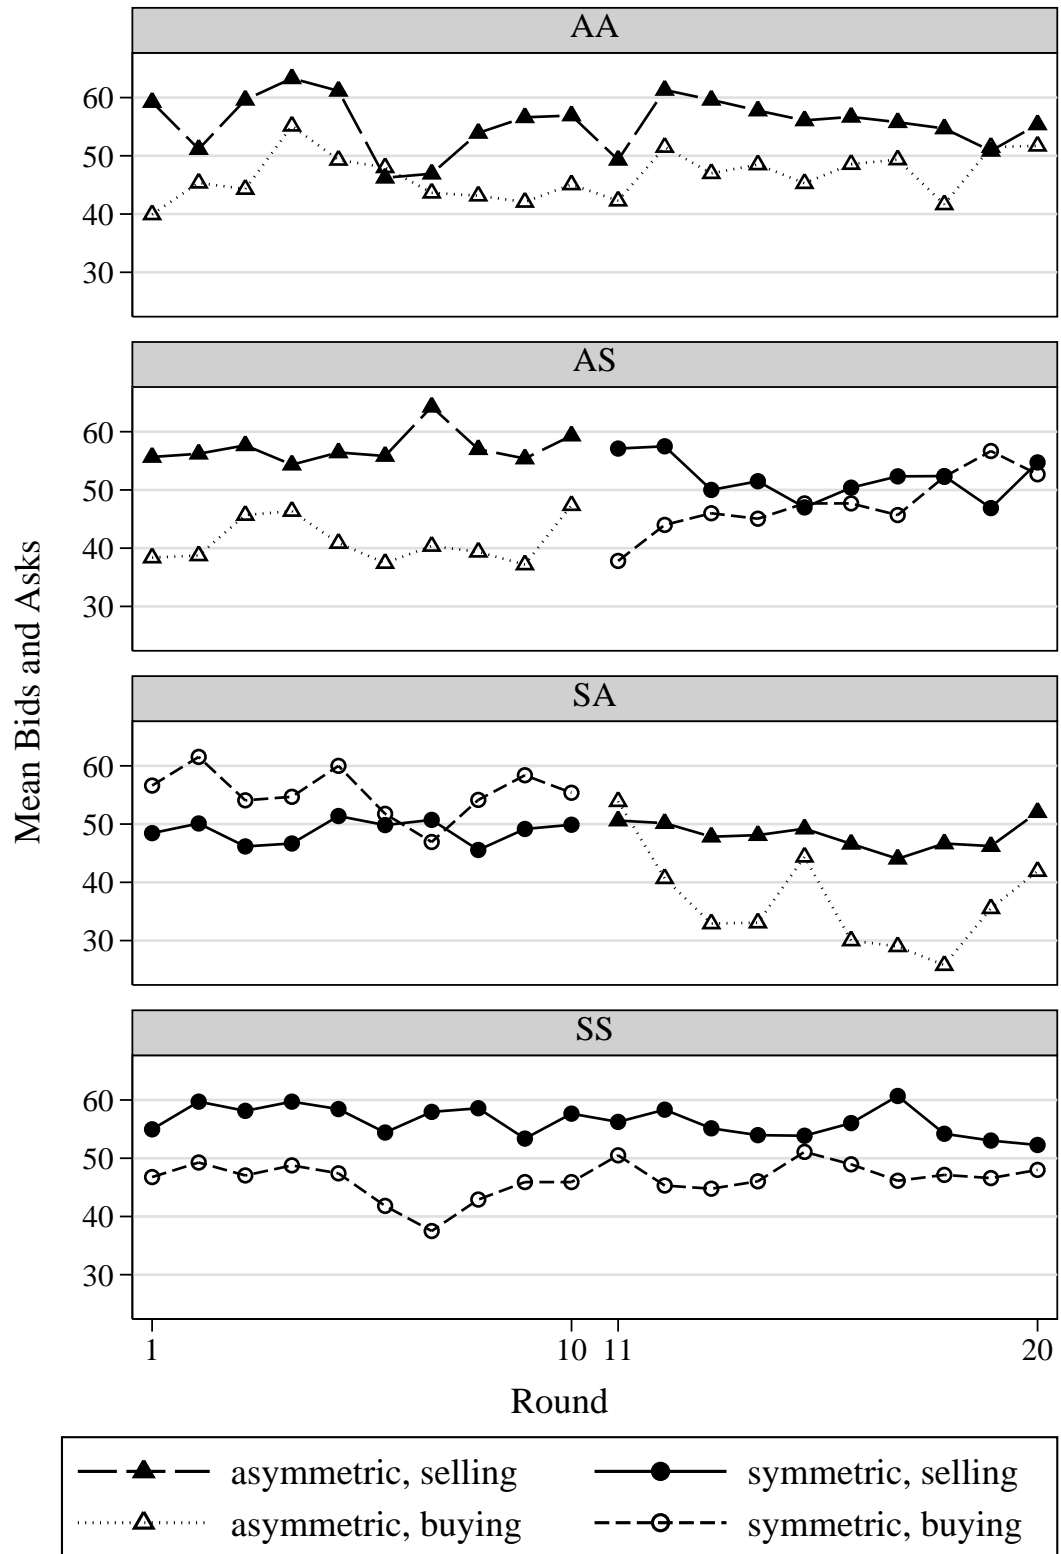 AA
60
50
40
30
AS
60
50
40
30
Mean Bids and Asks
SA
60
50
40
30
SS
60
50
40
30
1 10 11 20
Round
asymmetric, selling symmetric, selling
asymmetric, buying symmetric, buying